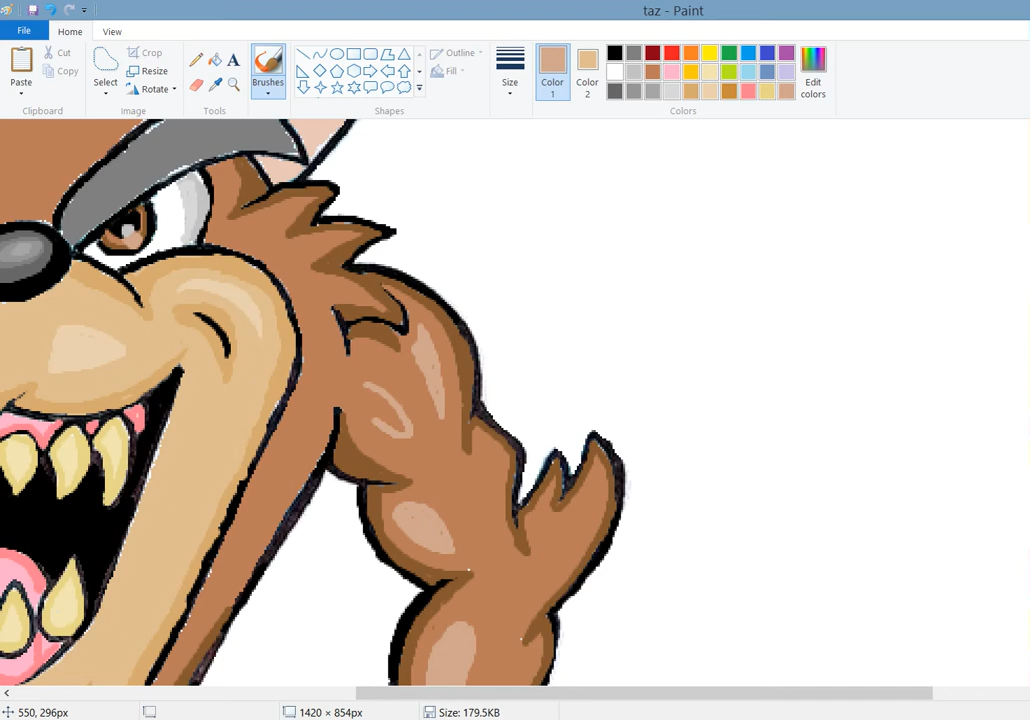 taz - Paint
File
Home
View
Paste
Cut
Copy
Clipboard
Select
Crop
Resize
Rotate
Image
A
Tools
Brushes
Outline
Fill
Shapes
Size
Color
1
Color
2
Edit
colors
Colors
550, 296px
1420 × 854px
Size: 179.5KB